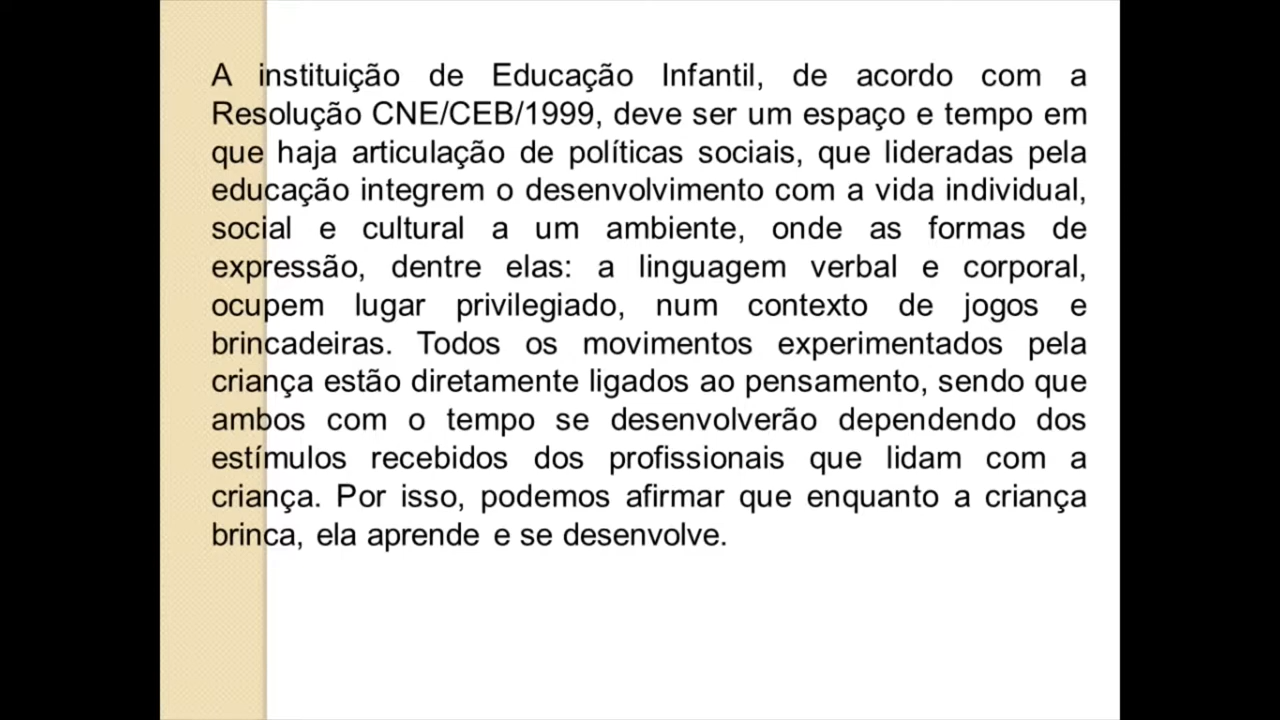 A instituição de Educação Infantil, de acordo com a
Resolução CNE/CEB/1999, deve ser um espaço e tempo em
que haja articulação de políticas sociais, que lideradas pela
educação integrem o desenvolvimento com a vida individual,
social e cultural a um ambiente, onde as formas de
expressão, dentre elas: a linguagem verbal e corporal,
ocupem lugar privilegiado, num contexto de jogos e
brincadeiras. Todos os movimentos experimentados pela
criança estão diretamente ligados ao pensamento, sendo que
ambos com o tempo se desenvolverão dependendo dos
estímulos recebidos dos profissionais que lidam com a
criança. Por isso, podemos afirmar que enquanto a criança
brinca, ela aprende e se desenvolve.